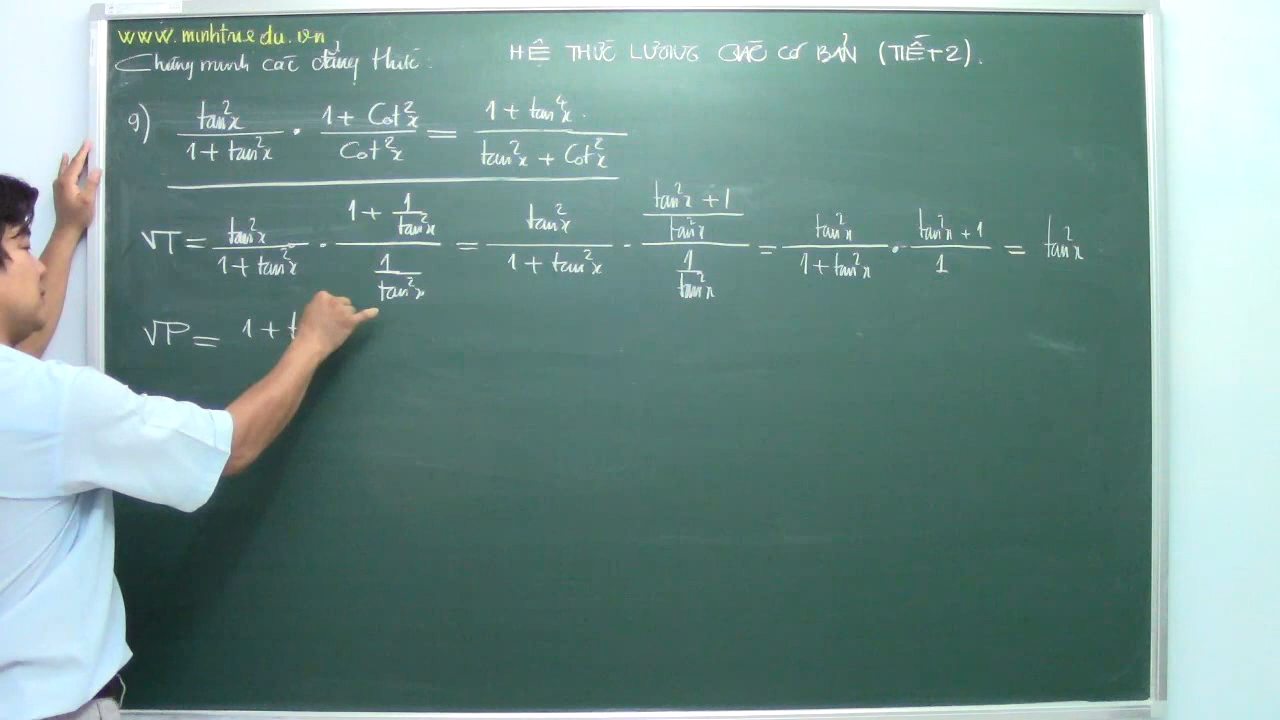 www.minhtue.edu.vn
HỆ THỨC LƯỢNG GIÁC CƠ BẢN (TIẾT 2).
Chứng minh các đẳng thức:
9) tan²x / (1 + tan²x) · (1 + Cot²x) / Cot²x = (1 + tan⁴x) / (tan²x + Cot²x)
VT = tan²x / (1 + tan²x) · (1 + 1/tan²x) / (1/tan²x) = tan²x / (1 + tan²x) · ((tan²x + 1)/tan²x) / (1/tan²x) = tan²x / (1 + tan²x) · (tan²x + 1) / 1 = tan²x
VP = 1 + t